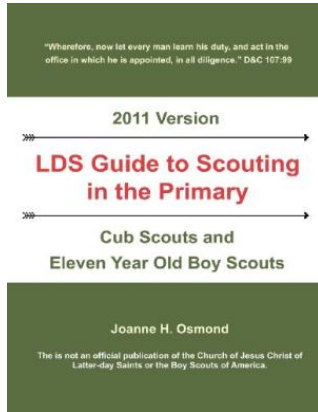 "Wherefore, now let every man learn his duty, and act in the
office in which he is appointed, in all diligence." D&C 107:99
2011 Version
LDS Guide to Scouting
in the Primary
Cub Scouts and
Eleven Year Old Boy Scouts
Joanne H. Osmond
The is not an official publication of the Church of Jesus Christ of
Latter-day Saints or the Boy Scouts of America.